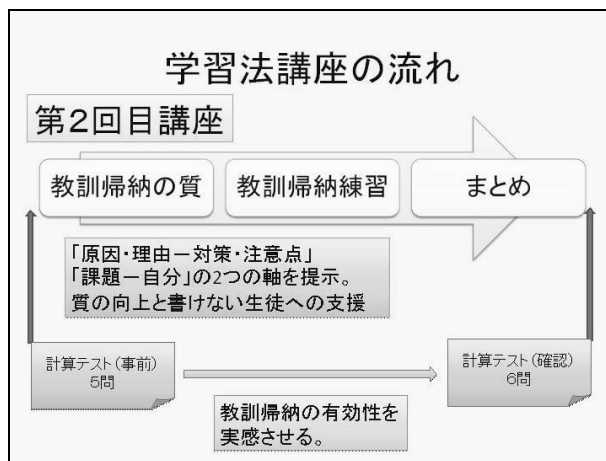 学習法講座の流れ
第2回目講座
教訓帰納の質
教訓帰納練習
まとめ
「原因・理由－対策・注意点」
「課題－自分」の2つの軸を提示。
質の向上と書けない生徒への支援
計算テスト(事前)
5問
計算テスト(確認)
6問
教訓帰納の有効性を
実感させる。